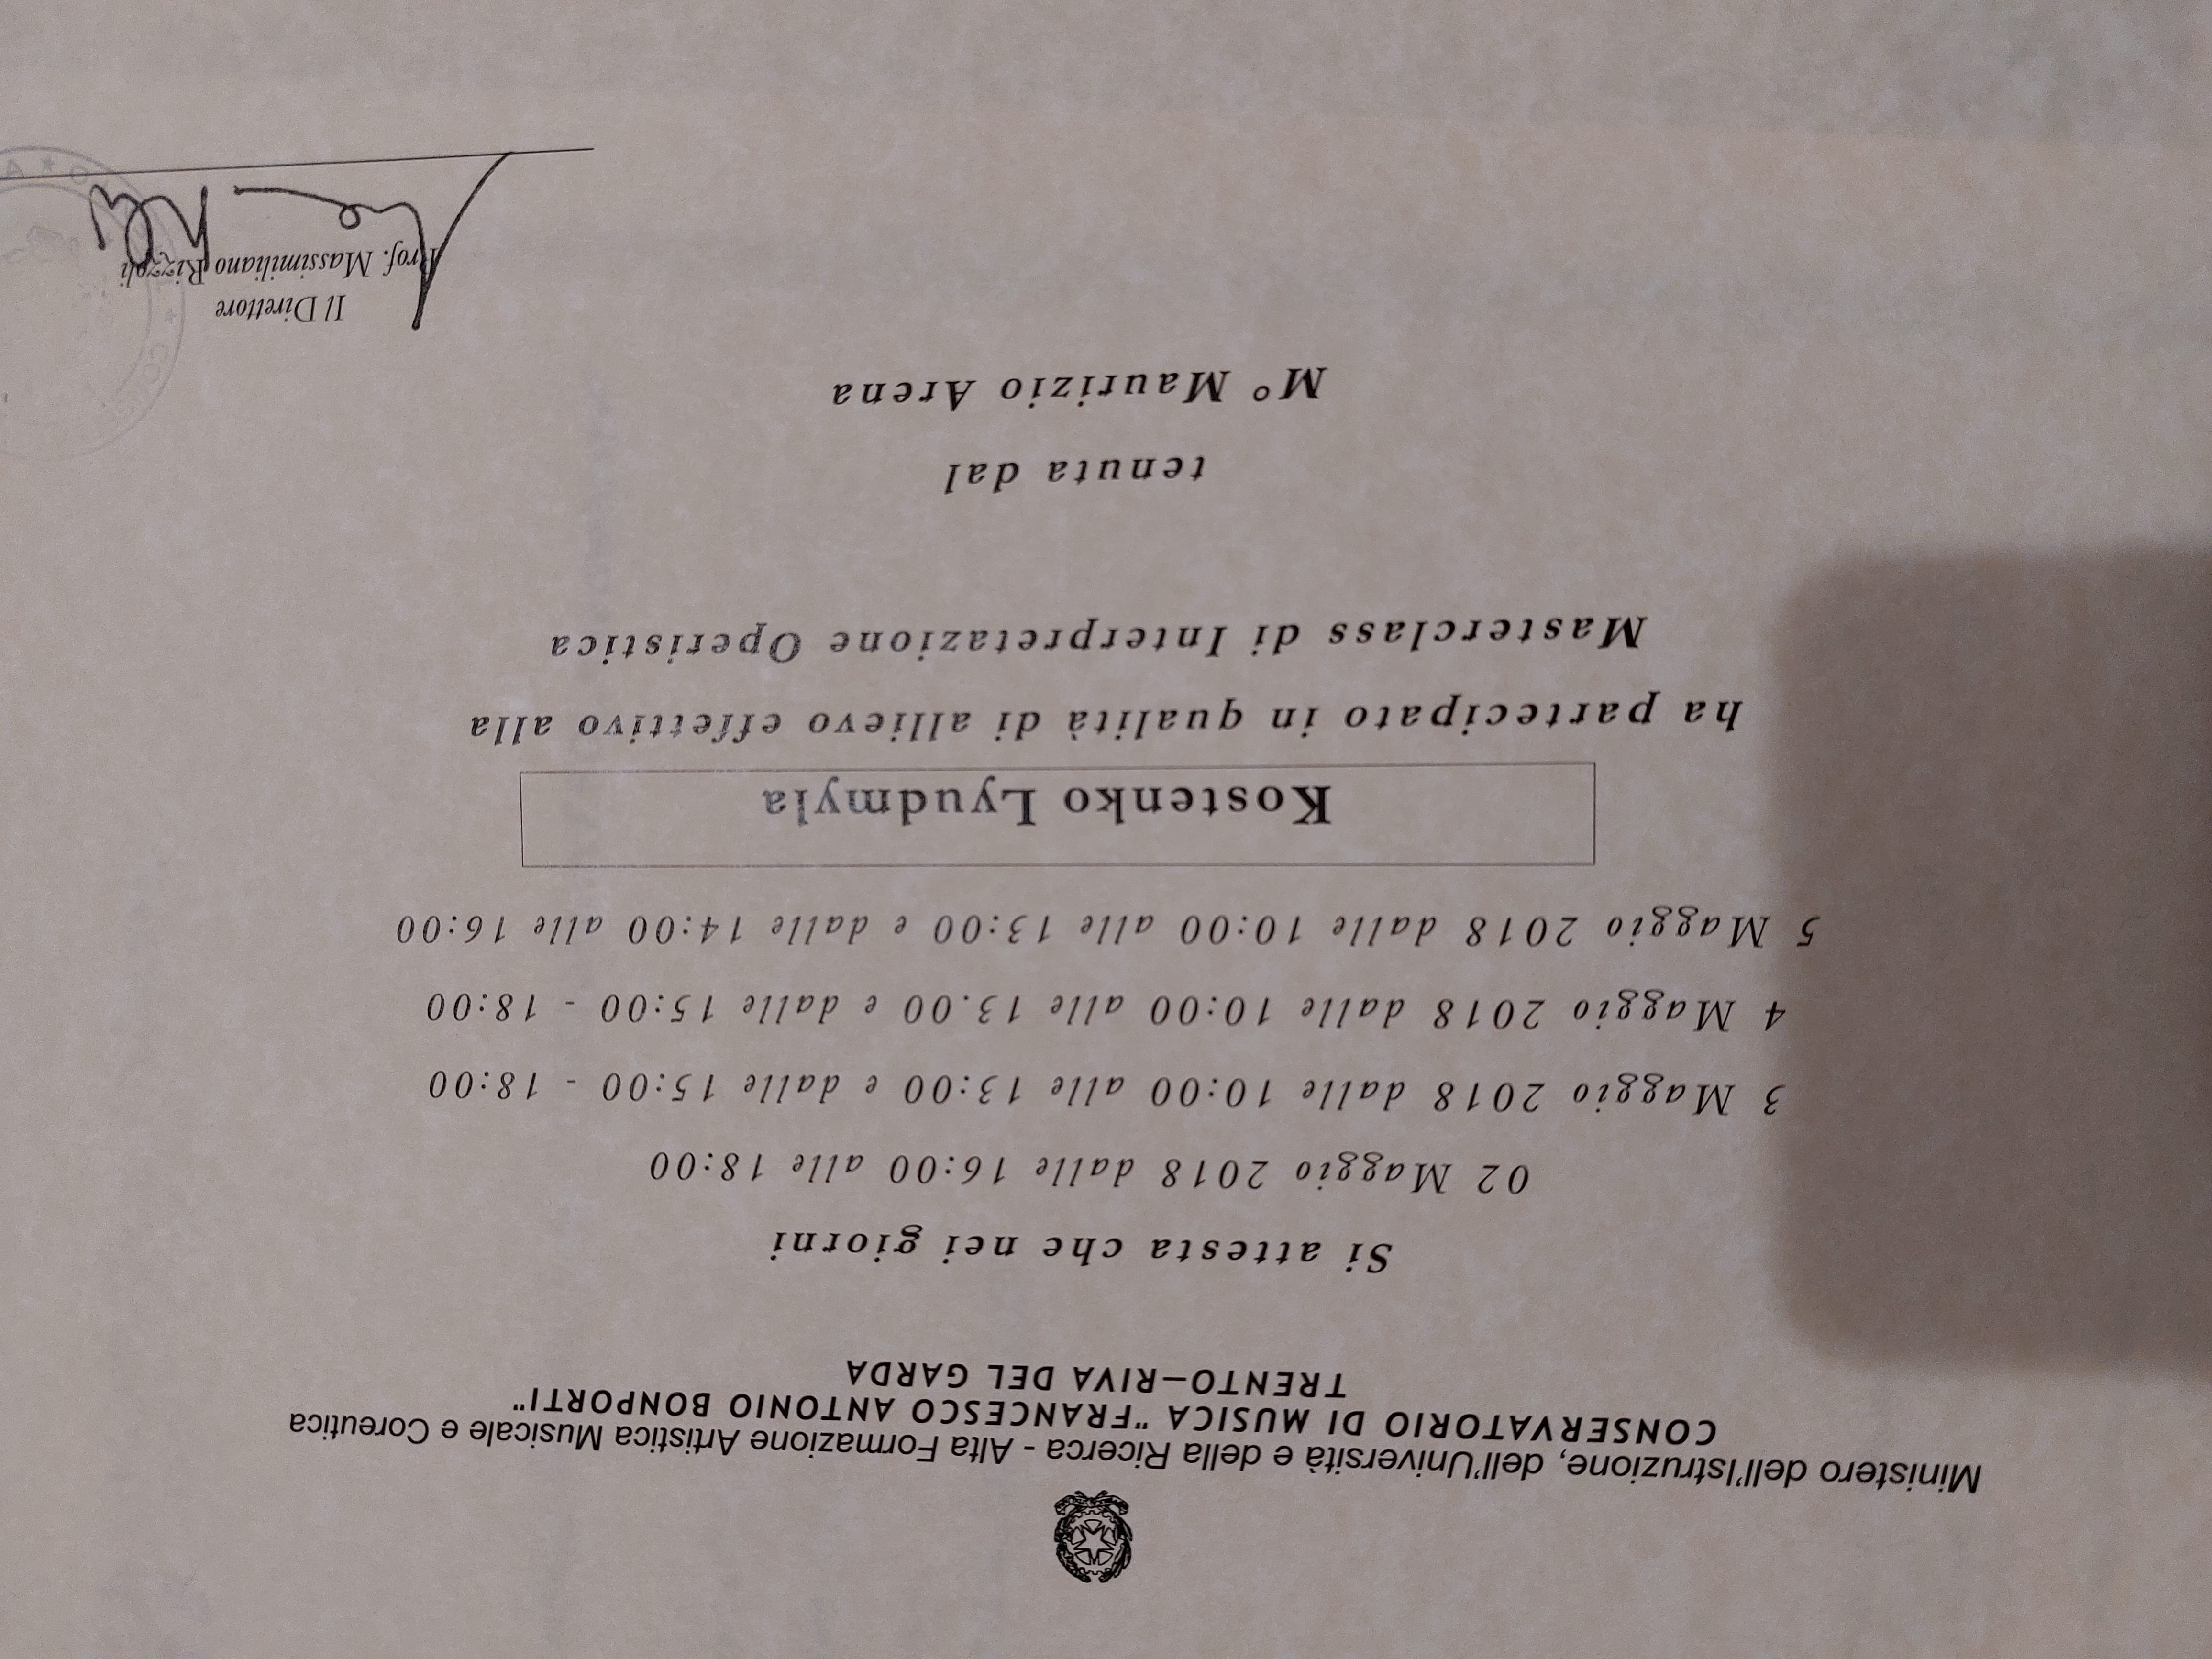 Ministero dell'Istruzione, dell'Università e della Ricerca - Alta Formazione Artistica Musicale e Coreutica
CONSERVATORIO DI MUSICA "FRANCESCO ANTONIO BONPORTI"
TRENTO–RIVA DEL GARDA
Si attesta che nei giorni
02 Maggio 2018 dalle 16:00 alle 18:00
3 Maggio 2018 dalle 10:00 alle 13:00 e dalle 15:00 - 18:00
4 Maggio 2018 dalle 10:00 alle 13.00 e dalle 15:00 - 18:00
5 Maggio 2018 dalle 10:00 alle 13:00 e dalle 14:00 alle 16:00
Kostenko Lyudmyla
ha partecipato in qualità di allievo effettivo alla
Masterclass di Interpretazione Operistica
tenuta dal
M° Maurizio Arena
Il Direttore
Prof. Massimiliano Rizzoli